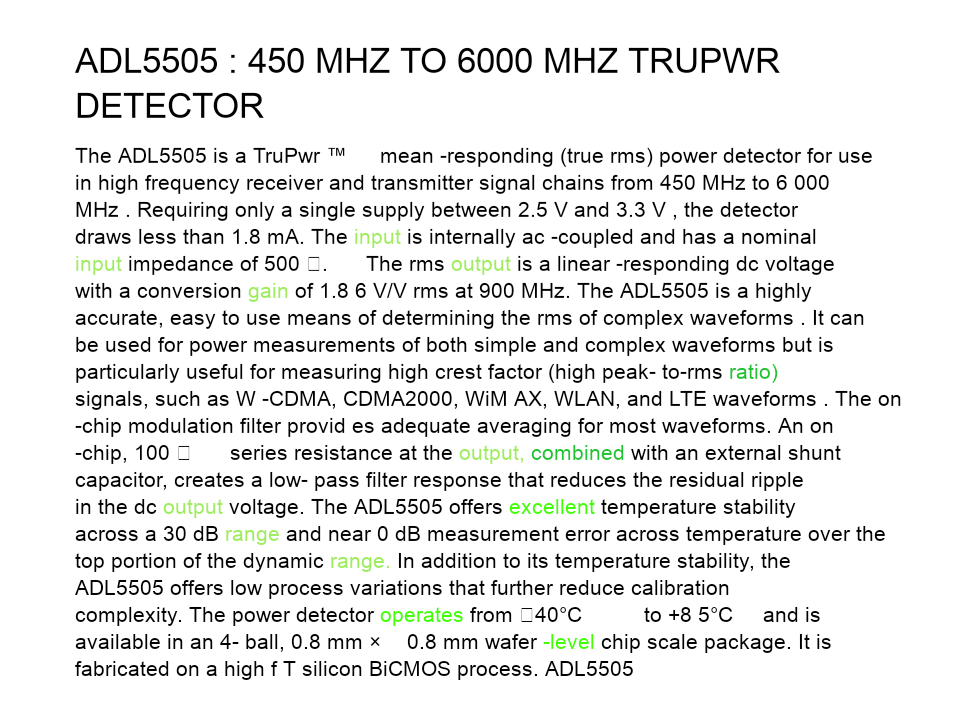 ADL5505 : 450 MHZ TO 6000 MHZ TRUPWR
DETECTOR
The ADL5505 is a TruPwr ™ mean -responding (true rms) power detector for use
in high frequency receiver and transmitter signal chains from 450 MHz to 6 000
MHz . Requiring only a single supply between 2.5 V and 3.3 V , the detector
draws less than 1.8 mA. The input is internally ac -coupled and has a nominal
input impedance of 500 □. The rms output is a linear -responding dc voltage
with a conversion gain of 1.8 6 V/V rms at 900 MHz. The ADL5505 is a highly
accurate, easy to use means of determining the rms of complex waveforms . It can
be used for power measurements of both simple and complex waveforms but is
particularly useful for measuring high crest factor (high peak- to-rms ratio)
signals, such as W -CDMA, CDMA2000, WiM AX, WLAN, and LTE waveforms . The on
-chip modulation filter provid es adequate averaging for most waveforms. An on
-chip, 100 □ series resistance at the output, combined with an external shunt
capacitor, creates a low- pass filter response that reduces the residual ripple
in the dc output voltage. The ADL5505 offers excellent temperature stability
across a 30 dB range and near 0 dB measurement error across temperature over the
top portion of the dynamic range. In addition to its temperature stability, the
ADL5505 offers low process variations that further reduce calibration
complexity. The power detector operates from □40°C to +8 5°C and is
available in an 4- ball, 0.8 mm × 0.8 mm wafer -level chip scale package. It is
fabricated on a high f T silicon BiCMOS process. ADL5505